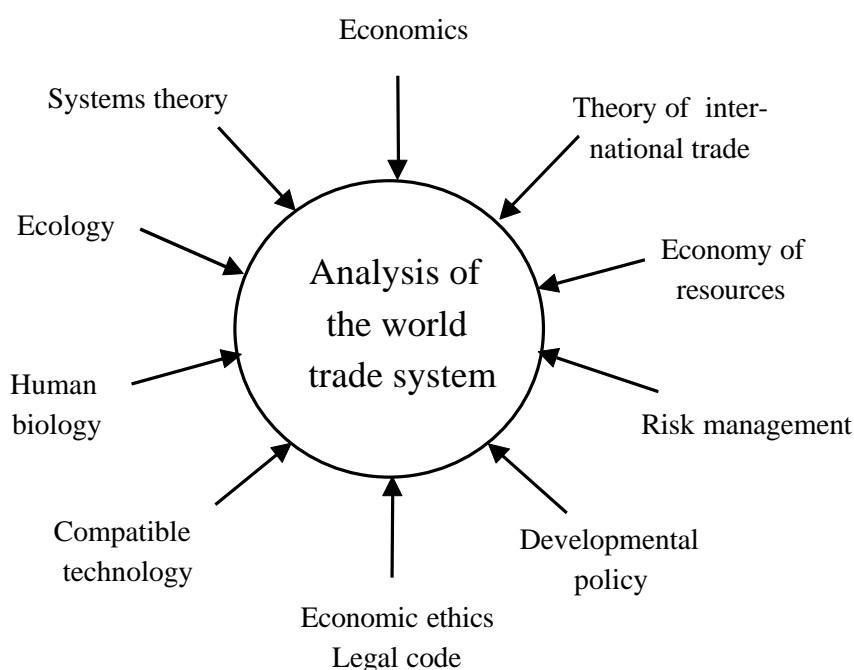 Economics
Systems theory
Theory of inter-
national trade
Ecology
Economy of
resources
Analysis of
the world
trade system
Human
biology
Risk management
Compatible
technology
Developmental
policy
Economic ethics
Legal code